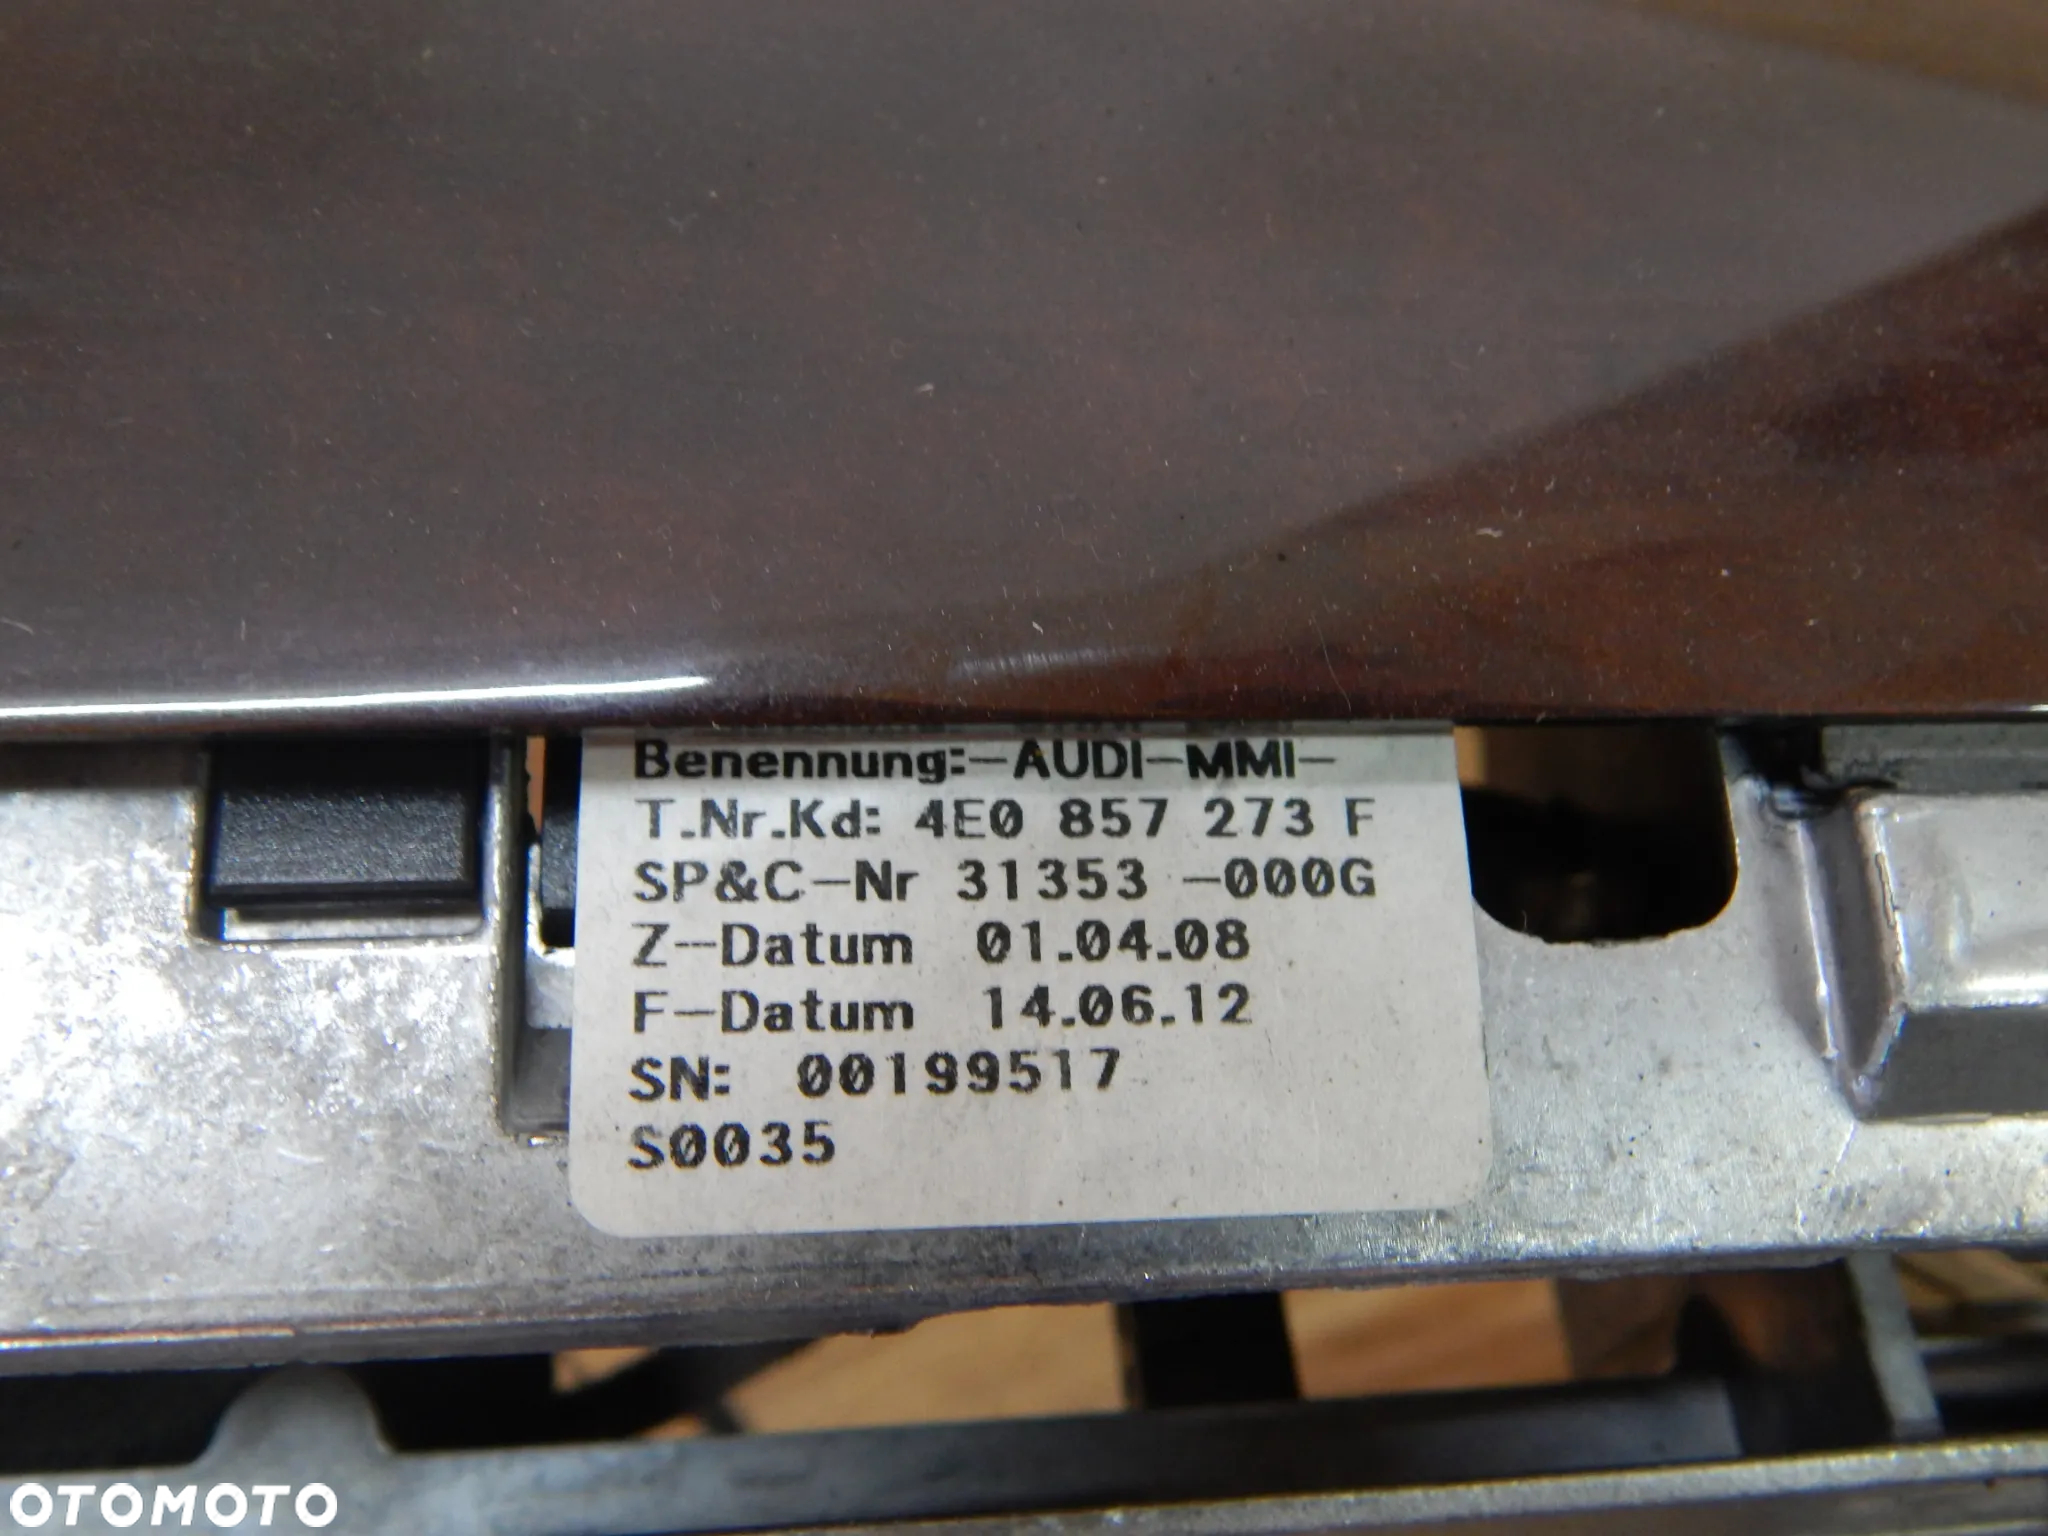 Benennung:-AUDI-MMI-
T.Nr.Kd: 4E0 857 273 F
SP&C-Nr 31353 -000G
Z-Datum 01.04.08
F-Datum 14.06.12
SN: 00199517
S0035
OTOMOTO